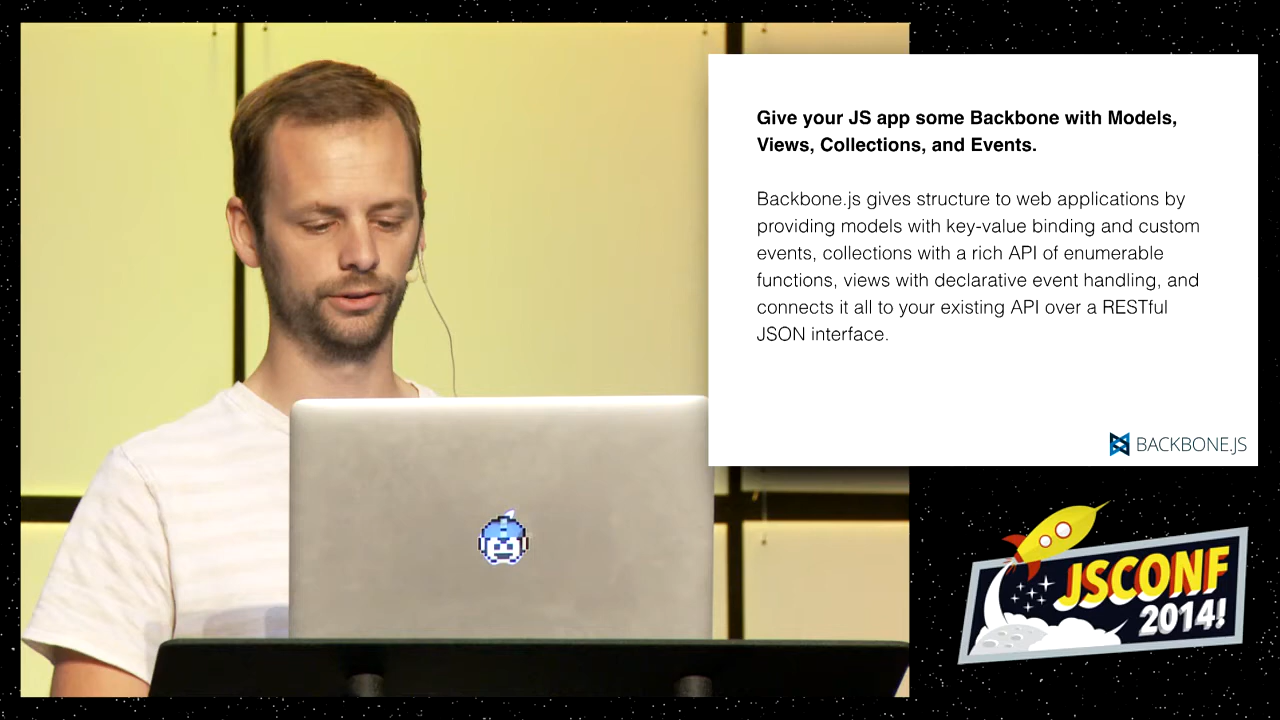 Give your JS app some Backbone with Models,
Views, Collections, and Events.
Backbone.js gives structure to web applications by
providing models with key-value binding and custom
events, collections with a rich API of enumerable
functions, views with declarative event handling, and
connects it all to your existing API over a RESTful
JSON interface.
BACKBONE.JS
JSCONF
2014!